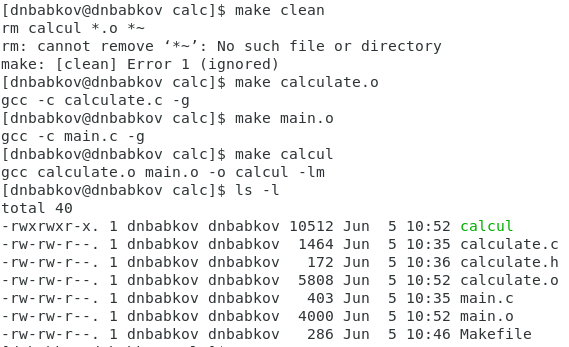 [dnbabkov@dnbabkov calc]$ make clean
rm calcul *.o *~
rm: cannot remove ‘*~’: No such file or directory
make: [clean] Error 1 (ignored)
[dnbabkov@dnbabkov calc]$ make calculate.o
gcc -c calculate.c -g
[dnbabkov@dnbabkov calc]$ make main.o
gcc -c main.c -g
[dnbabkov@dnbabkov calc]$ make calcul
gcc calculate.o main.o -o calcul -lm
[dnbabkov@dnbabkov calc]$ ls -l
total 40
-rwxrwxr-x. 1 dnbabkov dnbabkov 10512 Jun  5 10:52 calcul
-rw-rw-r--. 1 dnbabkov dnbabkov  1464 Jun  5 10:35 calculate.c
-rw-rw-r--. 1 dnbabkov dnbabkov   172 Jun  5 10:36 calculate.h
-rw-rw-r--. 1 dnbabkov dnbabkov  5808 Jun  5 10:52 calculate.o
-rw-rw-r--. 1 dnbabkov dnbabkov   403 Jun  5 10:35 main.c
-rw-rw-r--. 1 dnbabkov dnbabkov  4000 Jun  5 10:52 main.o
-rw-rw-r--. 1 dnbabkov dnbabkov   286 Jun  5 10:46 Makefile